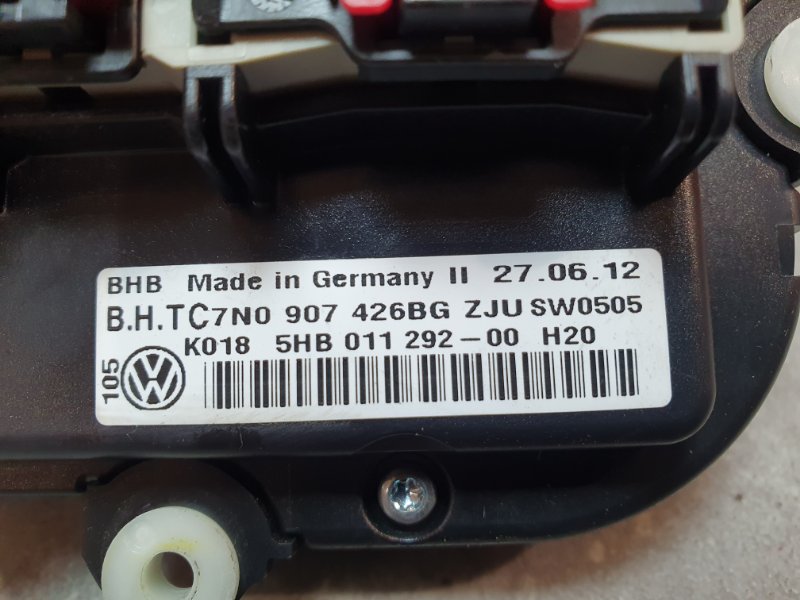 BHB Made in Germany II 27.06.12
B.H.TC7N0 907 426BG ZJU SW0505
K018 5HB 011 292-00 H20
105